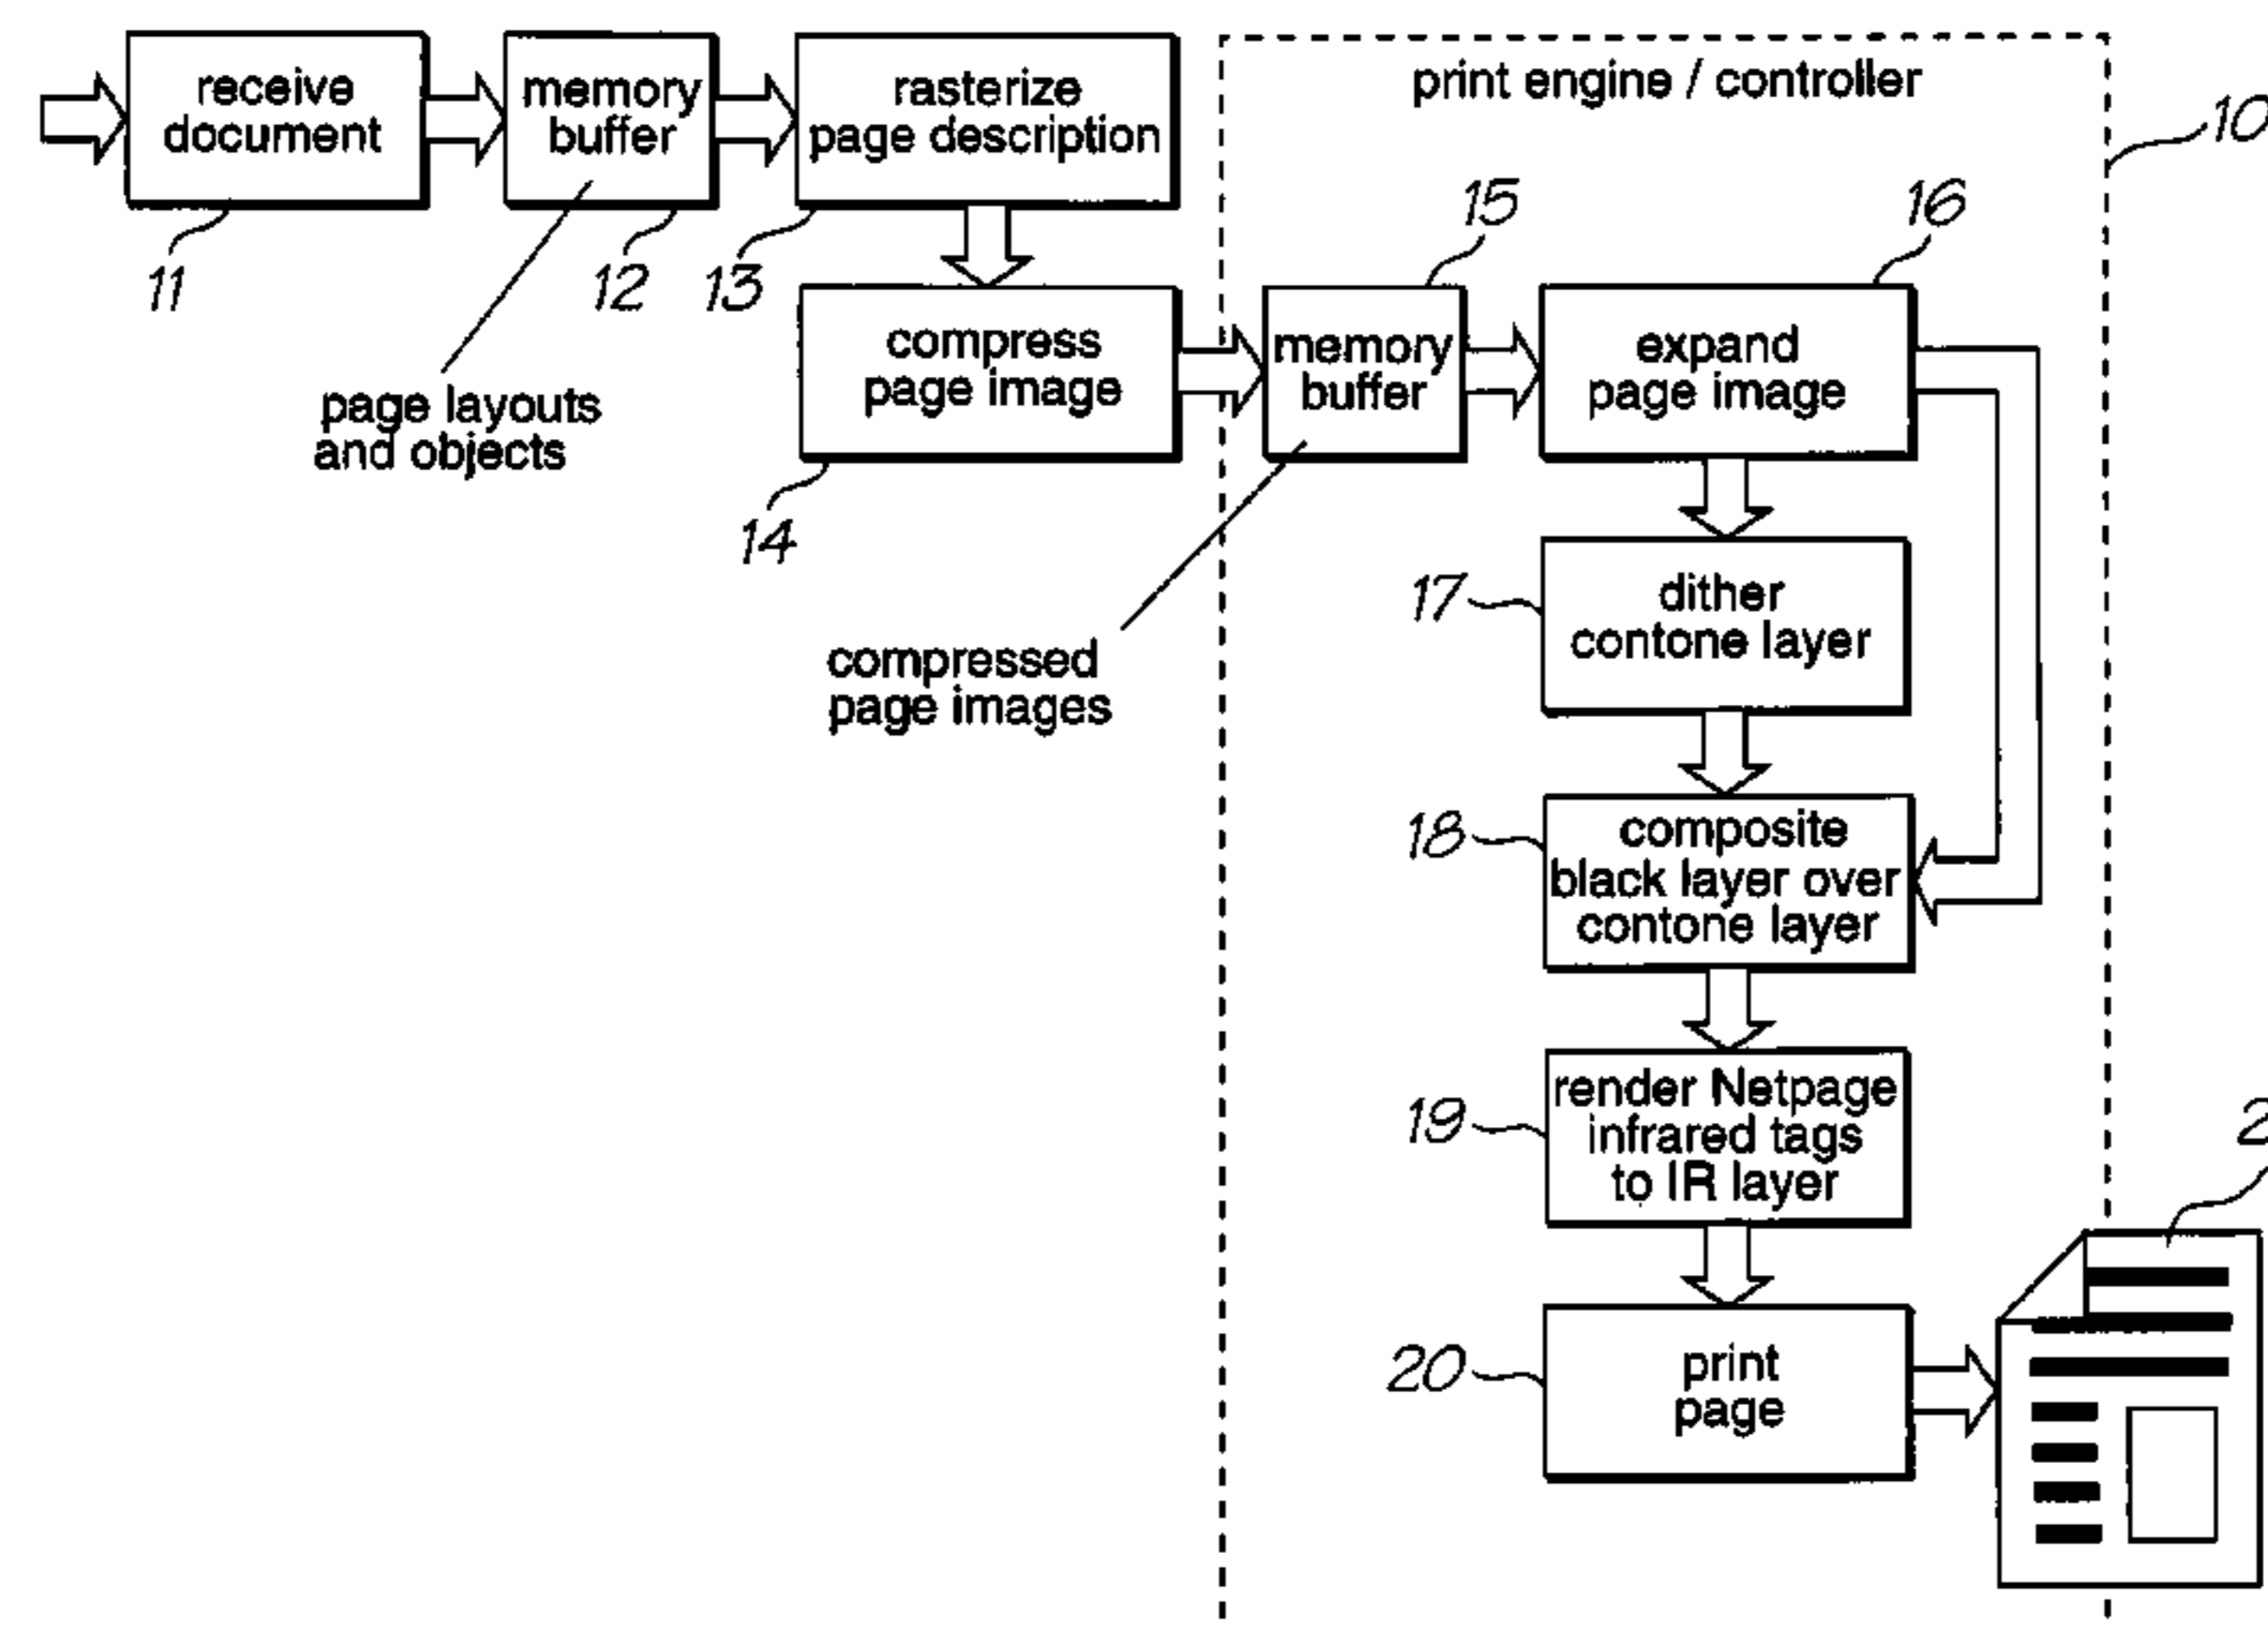 receive
document
11
memory
buffer
12
page layouts
and objects
rasterize
page description
13
compress
page image
14
print engine / controller
10
memory
buffer
15
compressed
page images
expand
page image
16
dither
contone layer
17
composite
black layer over
contone layer
18
render Netpage
infrared tags
to IR layer
19
print
page
20